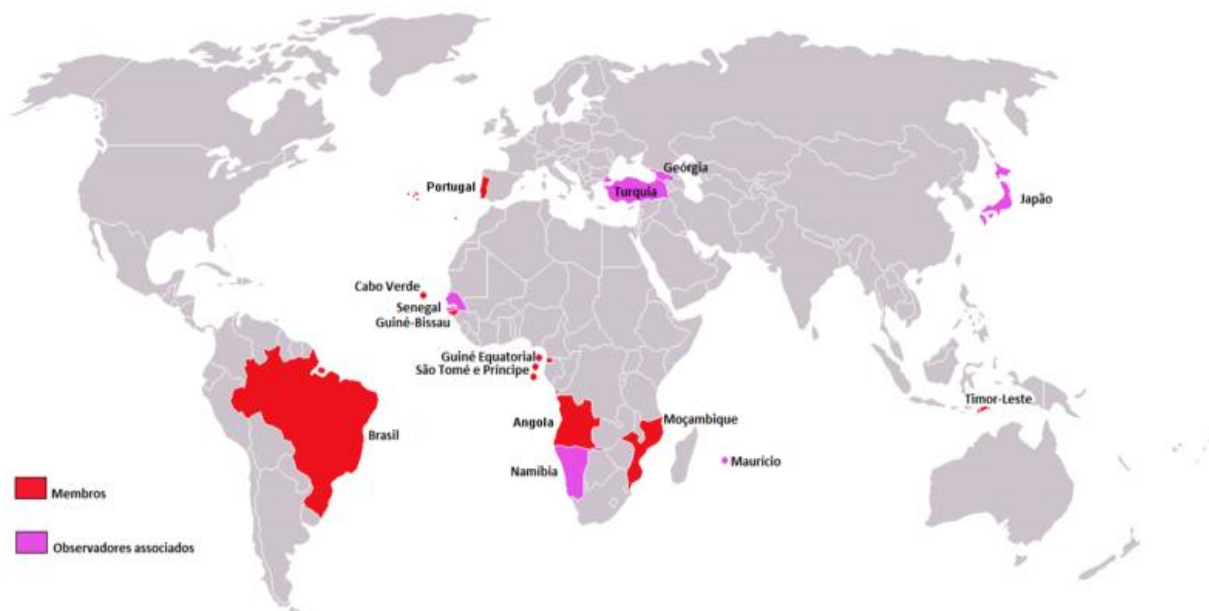 Geórgia
Portugal
Turquia
Japão
Cabo Verde
Senegal
Guiné-Bissau
Guiné Equatorial
São Tomé e Príncipe
Timor-Leste
Angola
Moçambique
Brasil
Namíbia
Maurício
Membros
Observadores associados